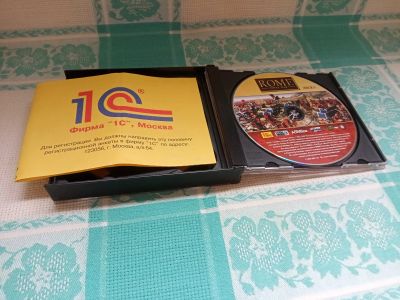 1С®
Фирма "1С", Москва
Для регистрации Вы должны направить эту половину
регистрационной анкеты в фирму "1С" по адресу:
123056, г. Москва, а/я 64.
ROME